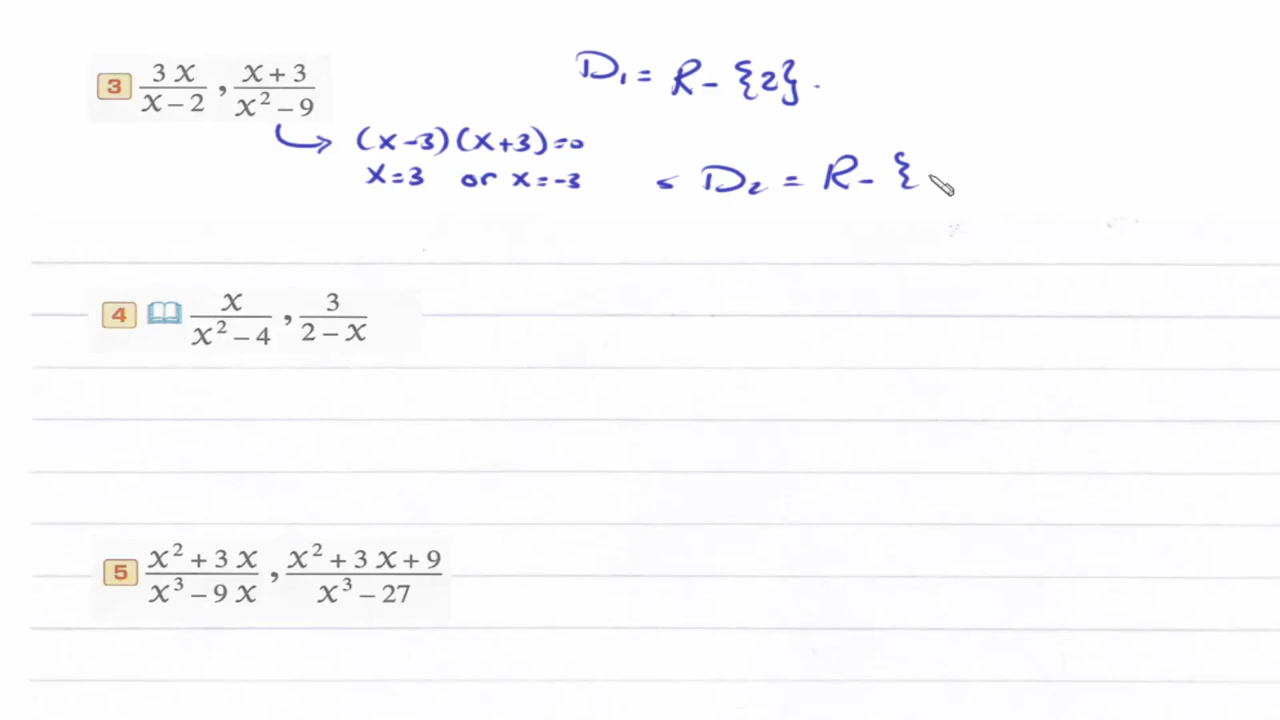 3 3x/(x-2) , (x+3)/(x²-9)
D₁ = R - {2}.
(x-3)(x+3)=0
x=3 or x=-3 , D₂ = R - {
4 x/(x²-4) , 3/(2-x)
5 (x²+3x)/(x³-9x) , (x²+3x+9)/(x³-27)